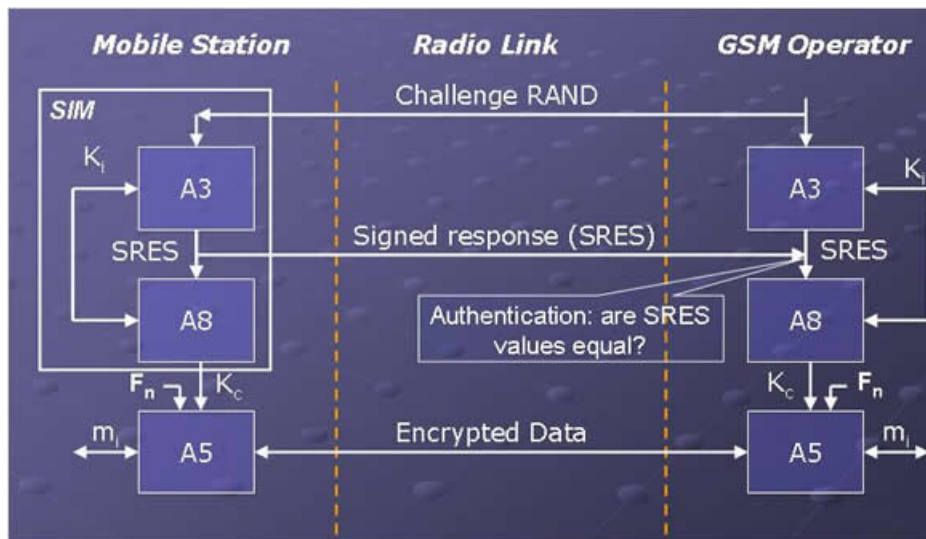 Mobile Station
Radio Link
GSM Operator
SIM
Challenge RAND
Ki
A3
A3
Ki
SRES
Signed response (SRES)
SRES
A8
Authentication: are SRES
values equal?
A8
Fn
Kc
Kc
Fn
mi
A5
Encrypted Data
A5
mi